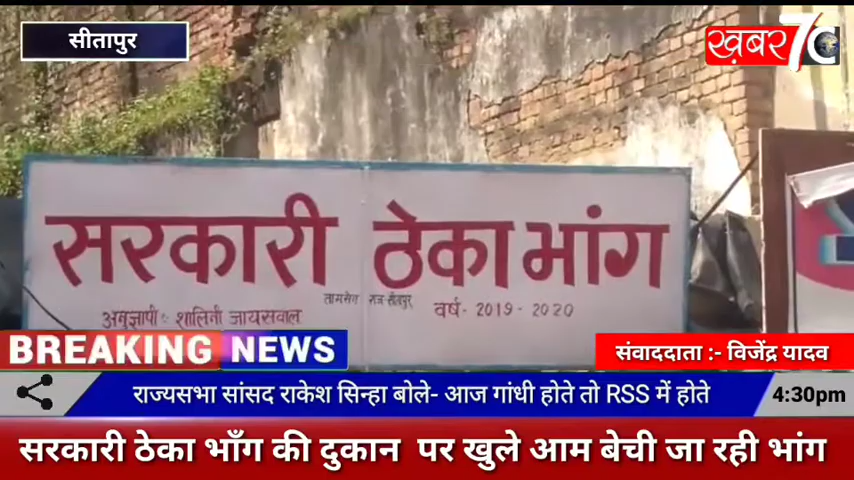 सीतापुर
ख़बर 7C
सरकारी ठेका भांग
तामसेन राज-सीतापुर
अनुज्ञापी :- शालिनी जायसवाल
वर्ष - 2019 - 2020
BREAKING NEWS
संवाददाता :- विजेंद्र यादव
राज्यसभा सांसद राकेश सिन्हा बोले- आज गांधी होते तो RSS में होते
4:30pm
सरकारी ठेका भाँग की दुकान पर खुले आम बेची जा रही भांग